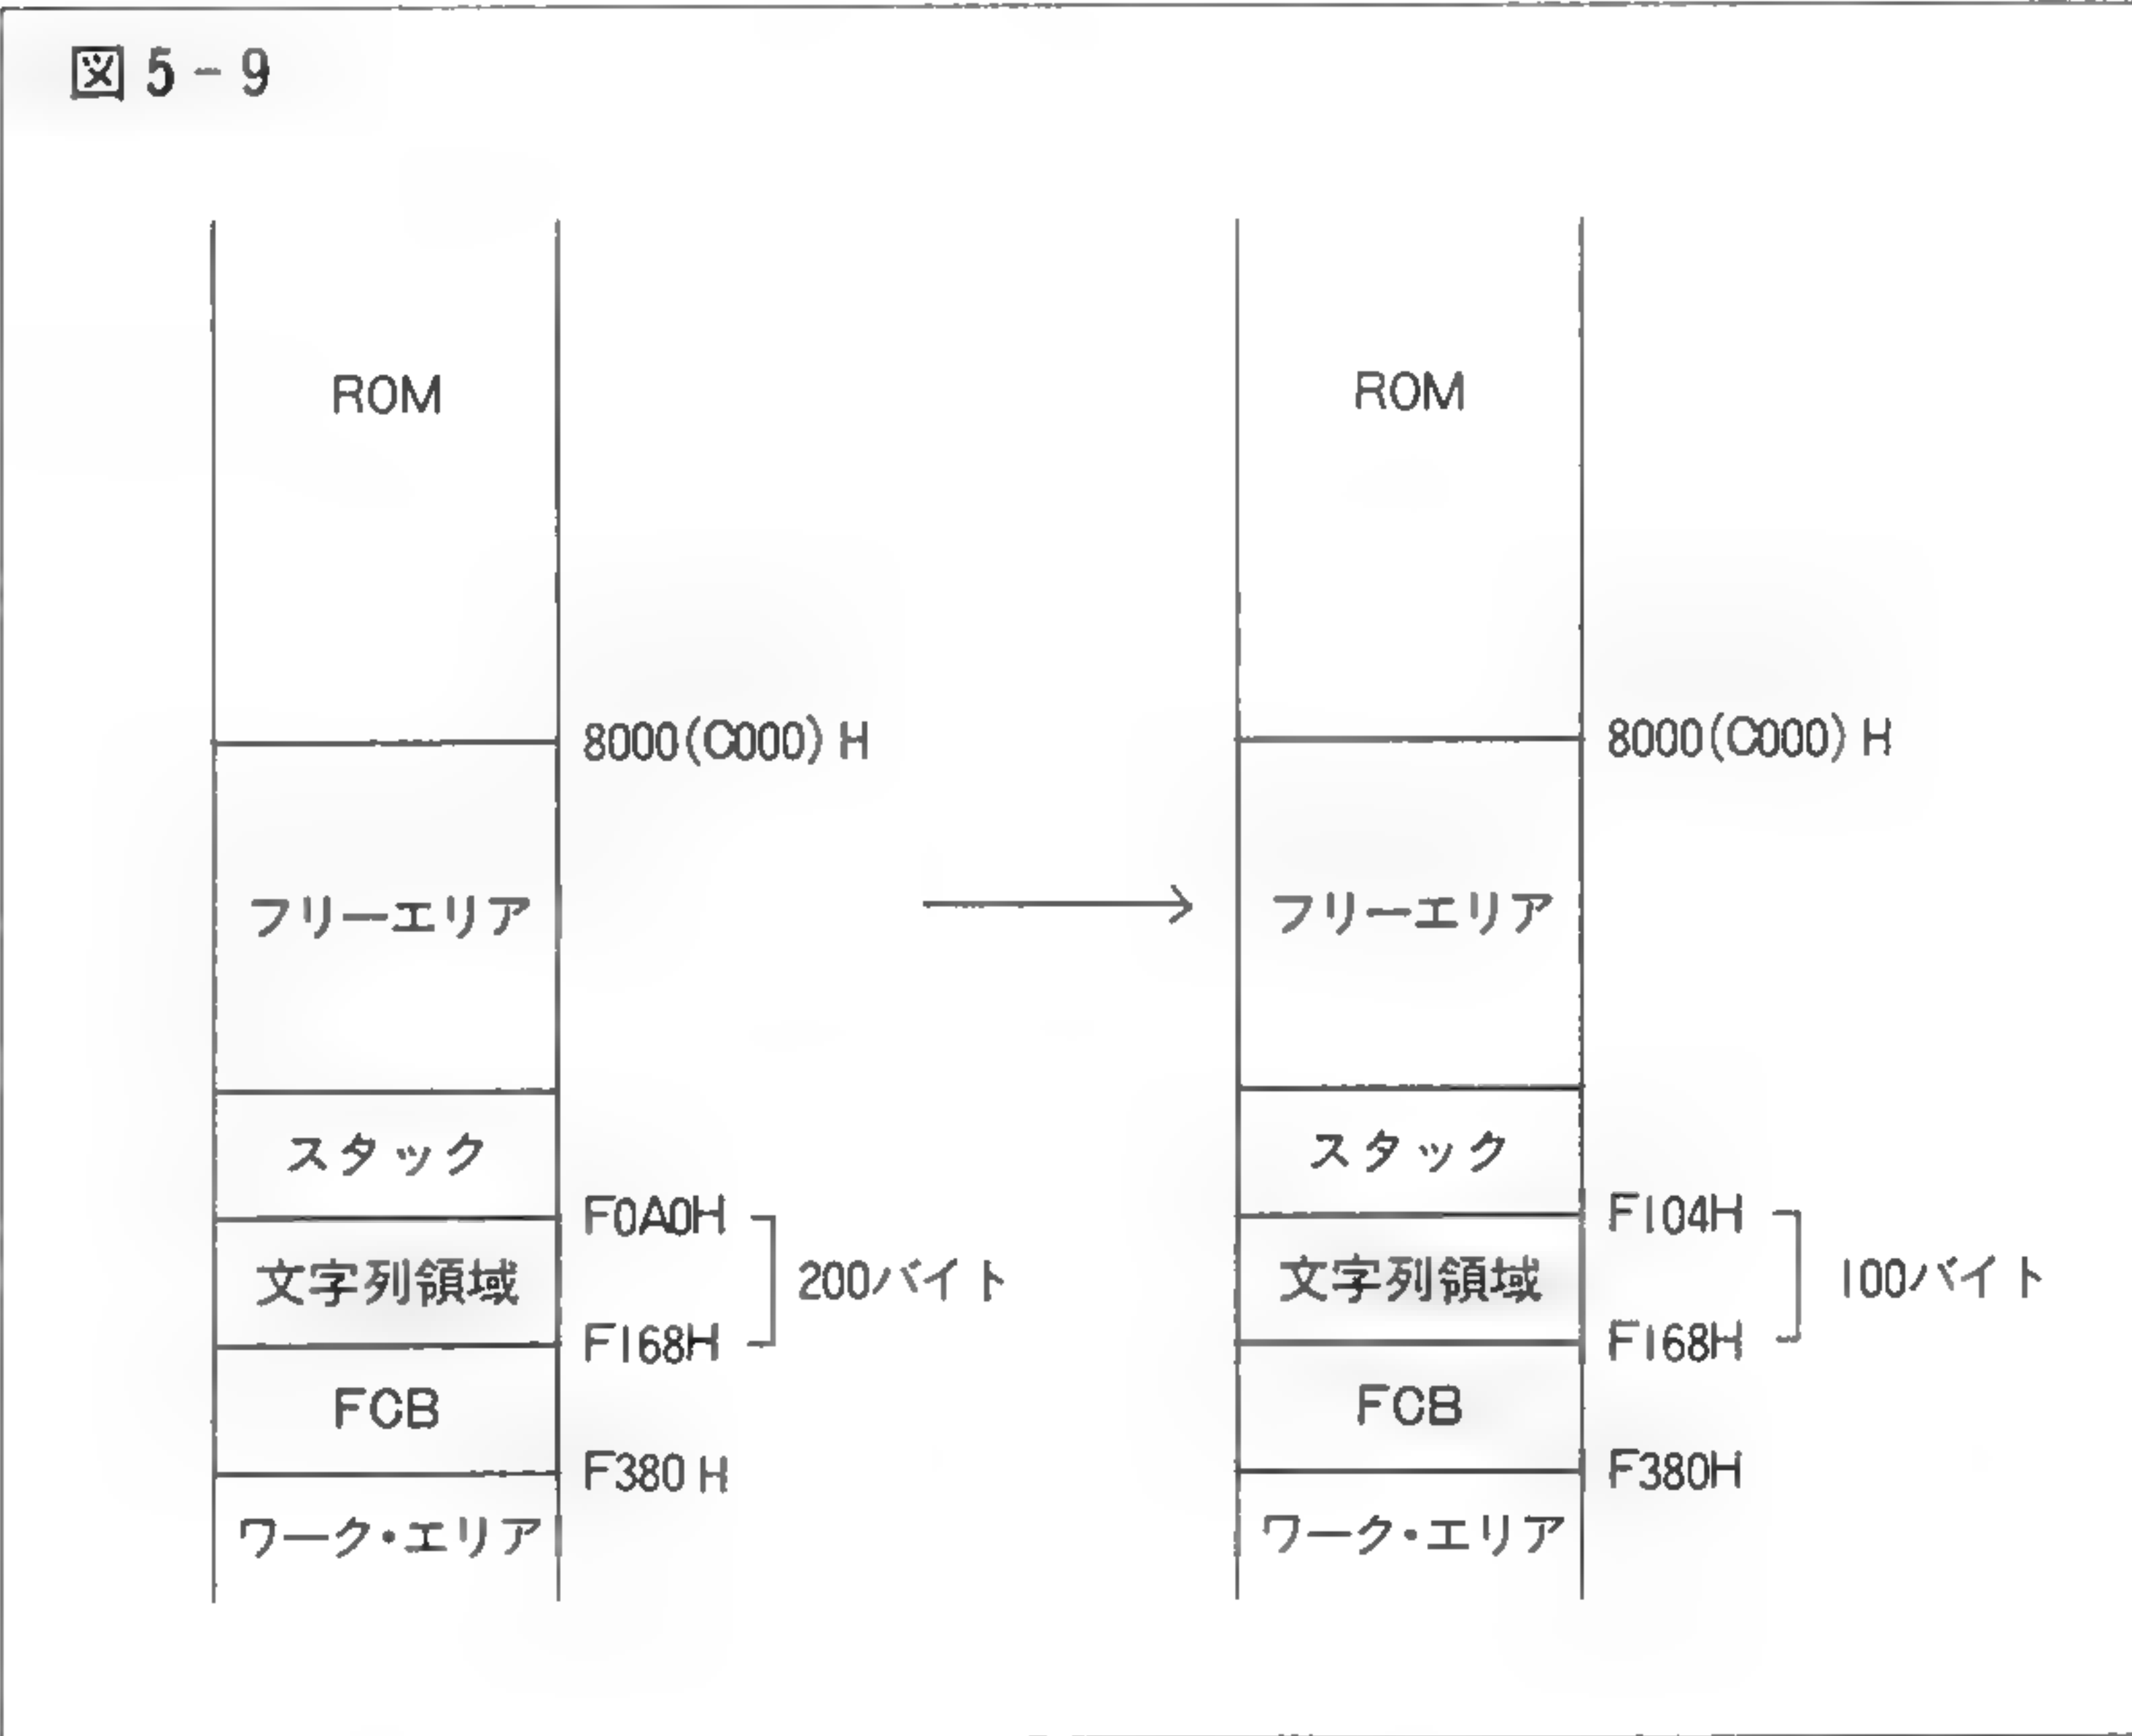 図5-9
ROM
8000(C000)H
フリーエリア
スタック
F0A0H
文字列領域
200バイト
F168H
FCB
F380H
ワーク・エリア
ROM
8000(C000)H
フリーエリア
スタック
F104H
文字列領域
100バイト
F168H
FCB
F380H
ワーク・エリア